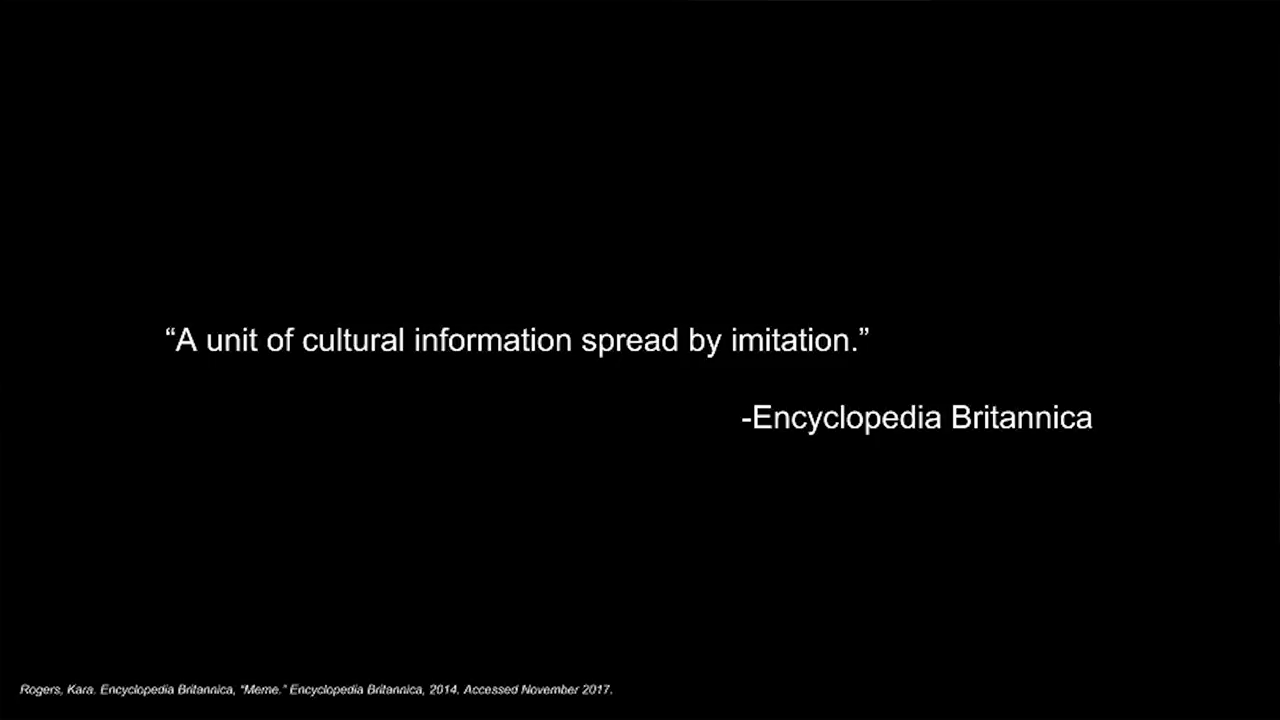 “A unit of cultural information spread by imitation.”
-Encyclopedia Britannica
Rogers, Kara. Encyclopedia Britannica, “Meme.” Encyclopedia Britannica, 2014. Accessed November 2017.